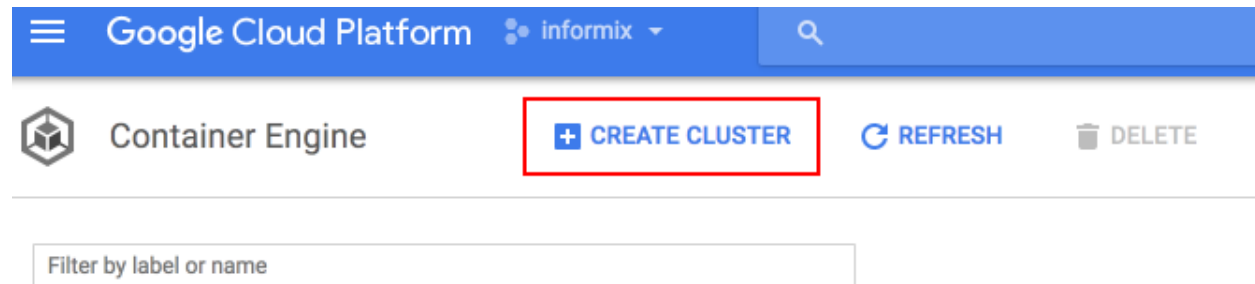 Google Cloud Platform informix
Container Engine CREATE CLUSTER REFRESH DELETE
Filter by label or name